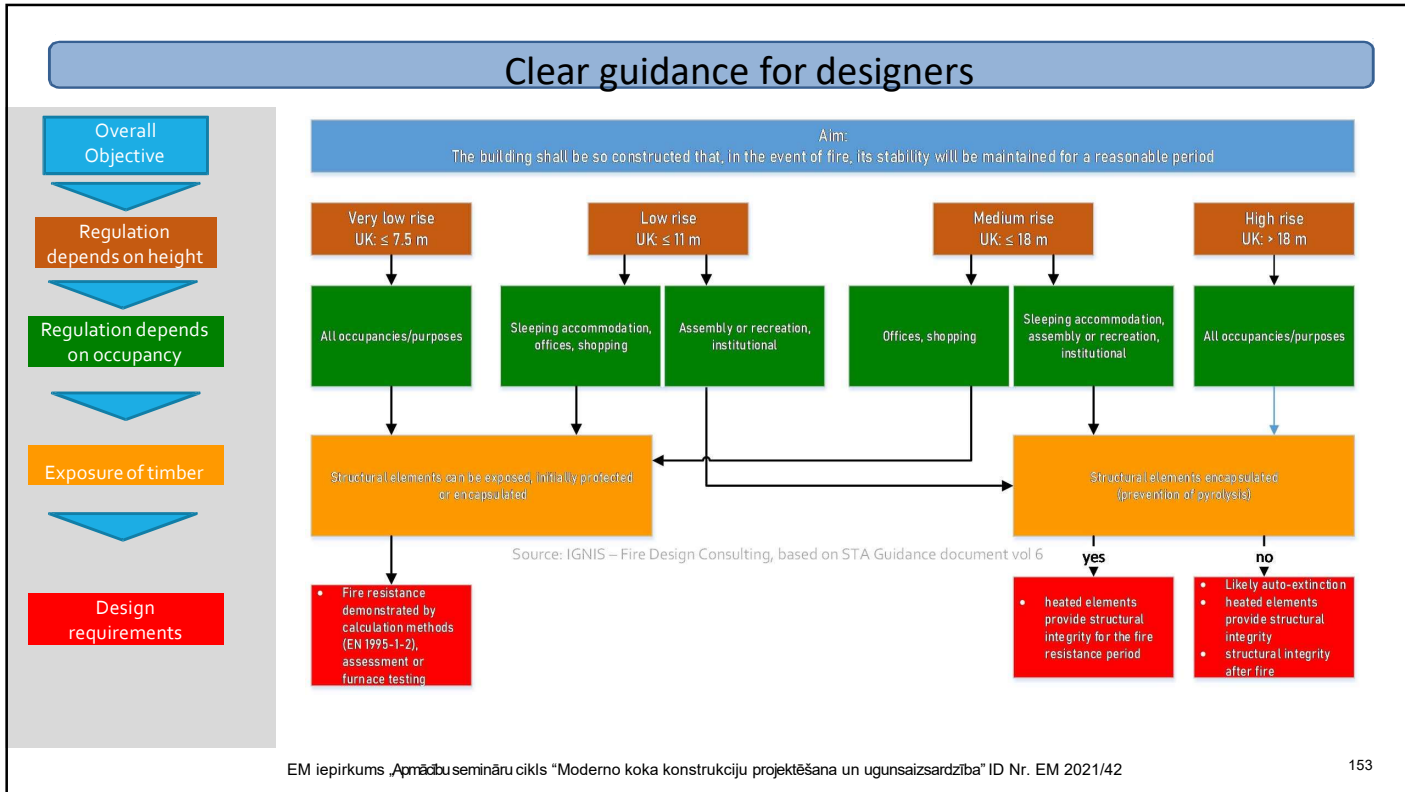 Clear guidance for designers
Overall
Objective
Regulation
depends on height
Regulation depends
on occupancy
Exposure of timber
Design
requirements
Aim:
The building shall be so constructed that, in the event of fire, its stability will be maintained for a reasonable period
Very low rise
UK: ≤ 7.5 m
Low rise
UK: ≤ 11 m
Medium rise
UK: ≤ 18 m
High rise
UK: > 18 m
All occupancies/purposes
Sleeping accommodation,
offices, shopping
Assembly or recreation,
institutional
Offices, shopping
Sleeping accommodation,
assembly or recreation,
institutional
All occupancies/purposes
Structural elements can be exposed, initially protected
or encapsulated
Structural elements encapsulated
(prevention of pyrolysis)
Source: IGNIS – Fire Design Consulting, based on STA Guidance document vol 6
yes
no
• Fire resistance
demonstrated by
calculation methods
(EN 1995-1-2),
assessment or
furnace testing
• heated elements
provide structural
integrity for the fire
resistance period
• Likely auto-extinction
• heated elements
provide structural
integrity
• structural integrity
after fire
EM iepirkums „Apmācību semināru cikls “Moderno koka konstrukciju projektēšana un ugunsaizsardzība” ID Nr. EM 2021/42
153